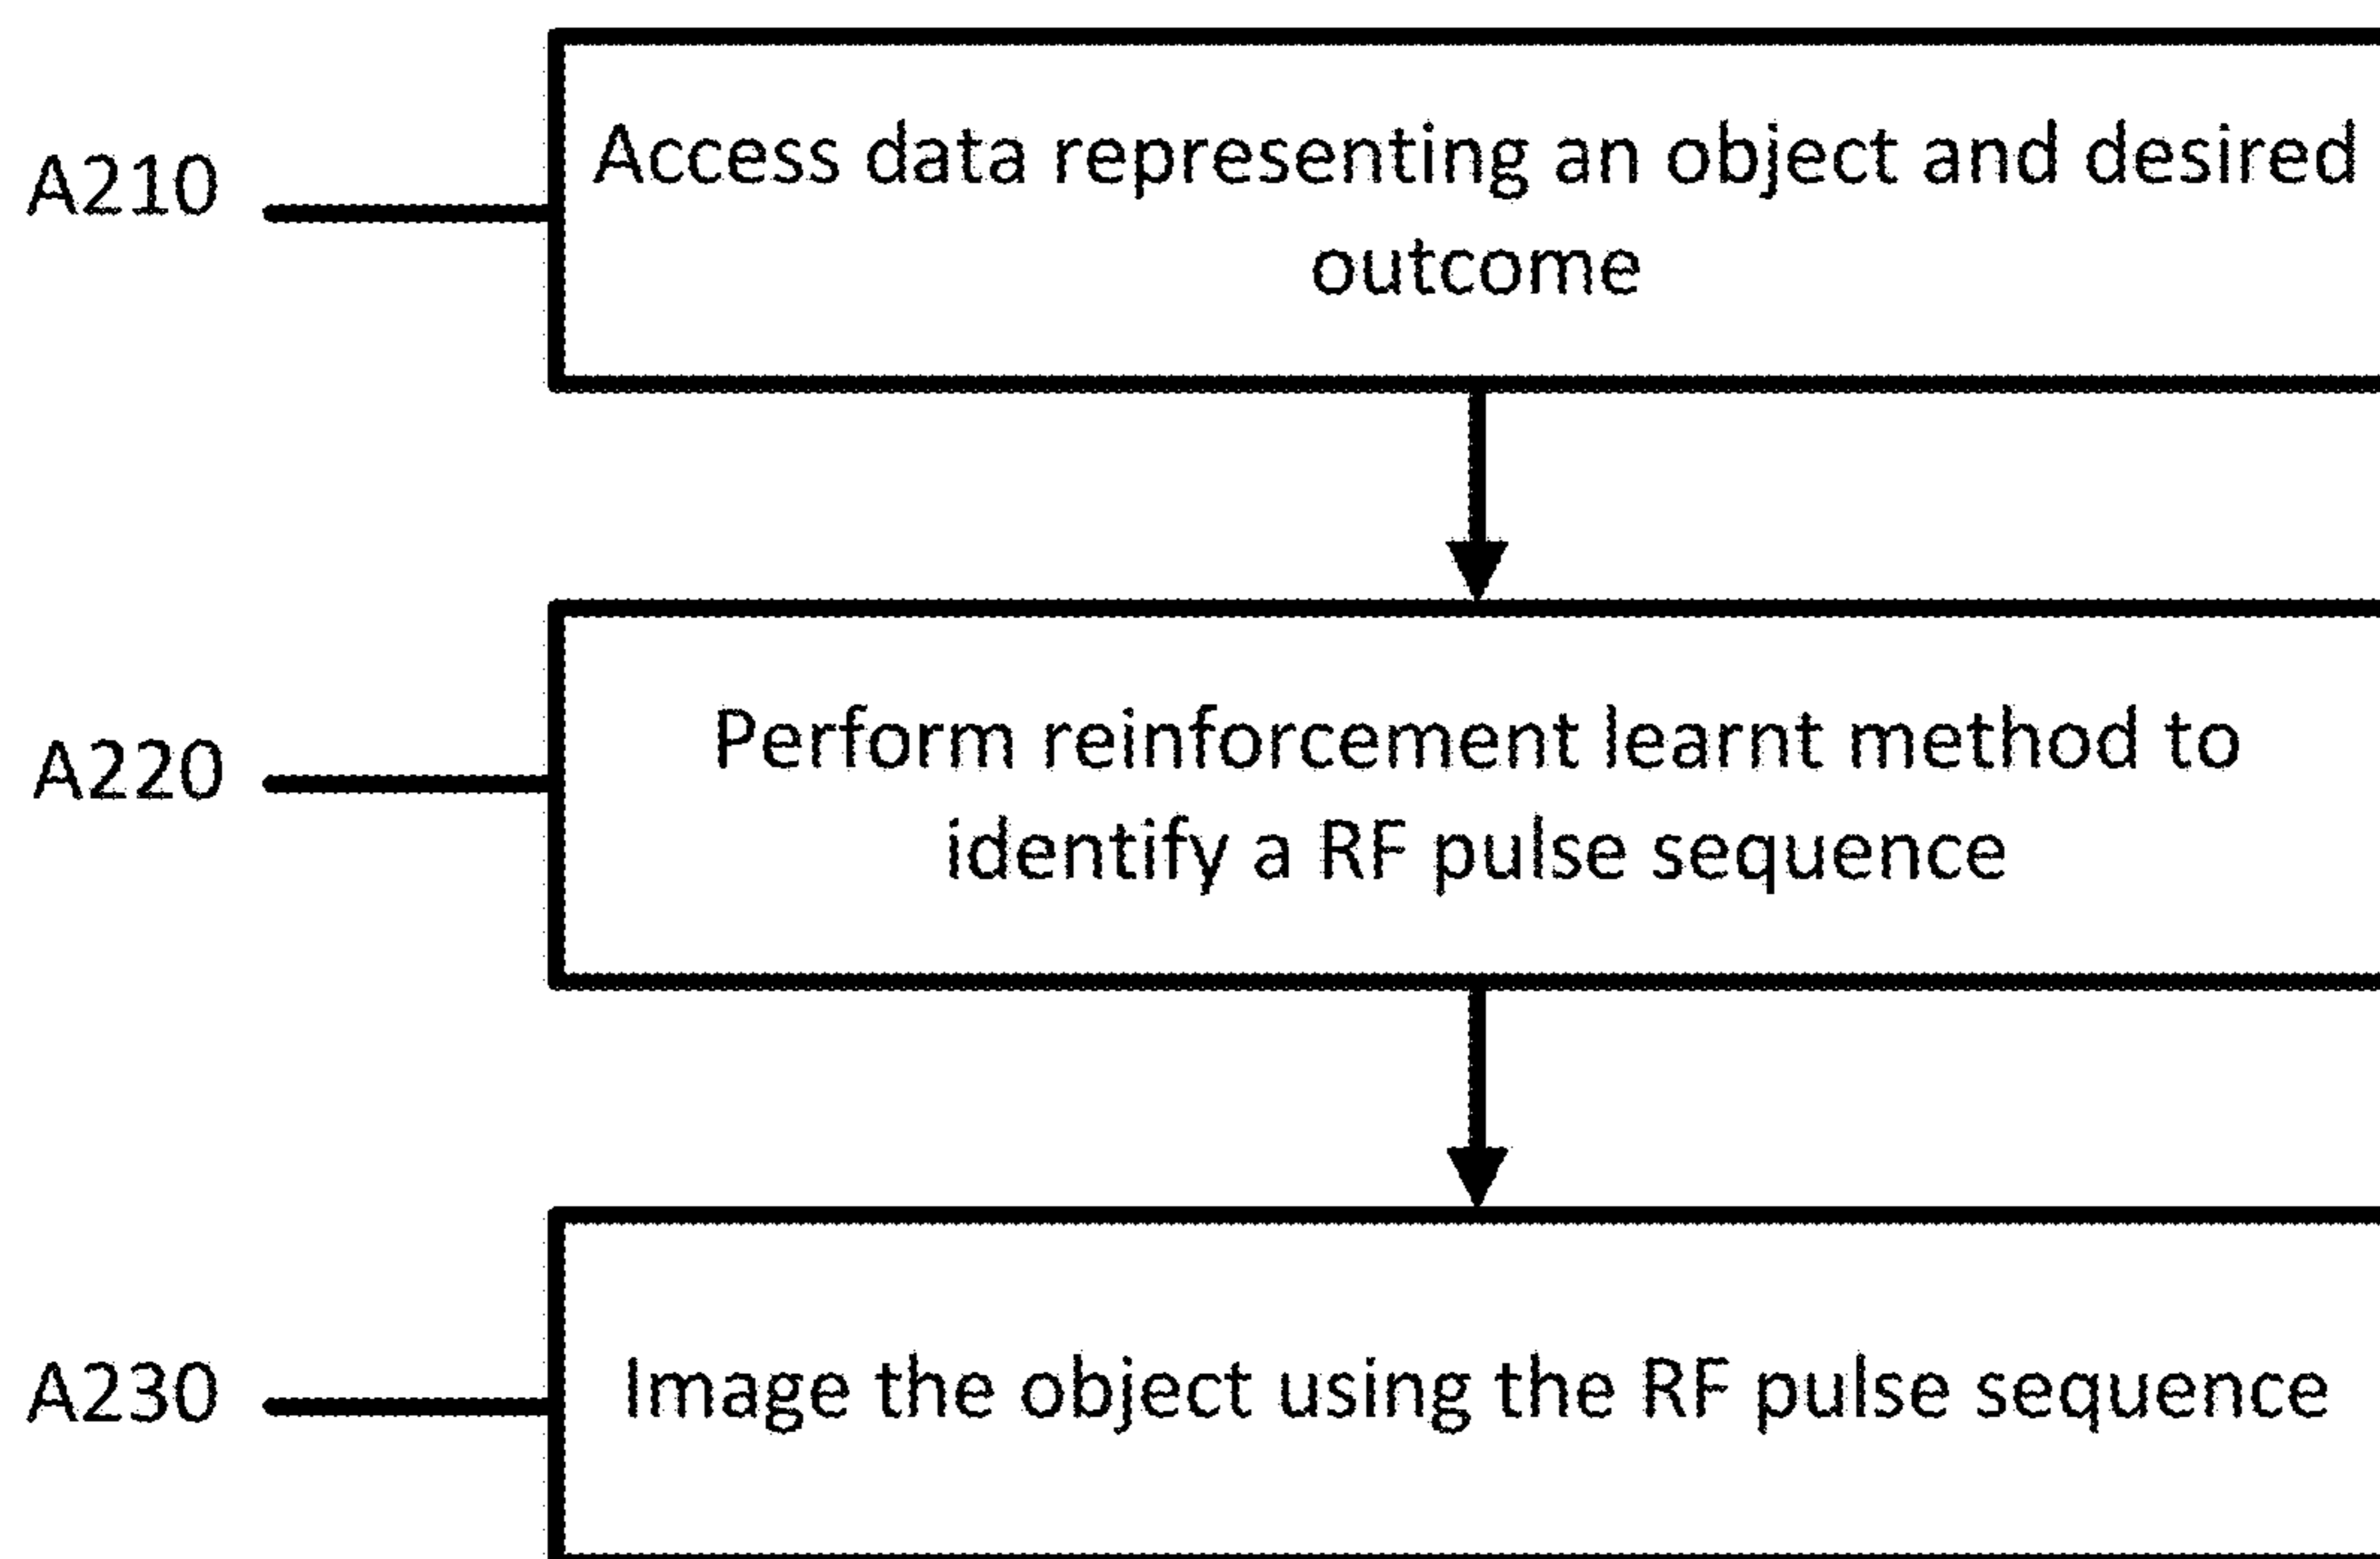 A210
Access data representing an object and desired
outcome
A220
Perform reinforcement learnt method to
identify a RF pulse sequence
A230
Image the object using the RF pulse sequence